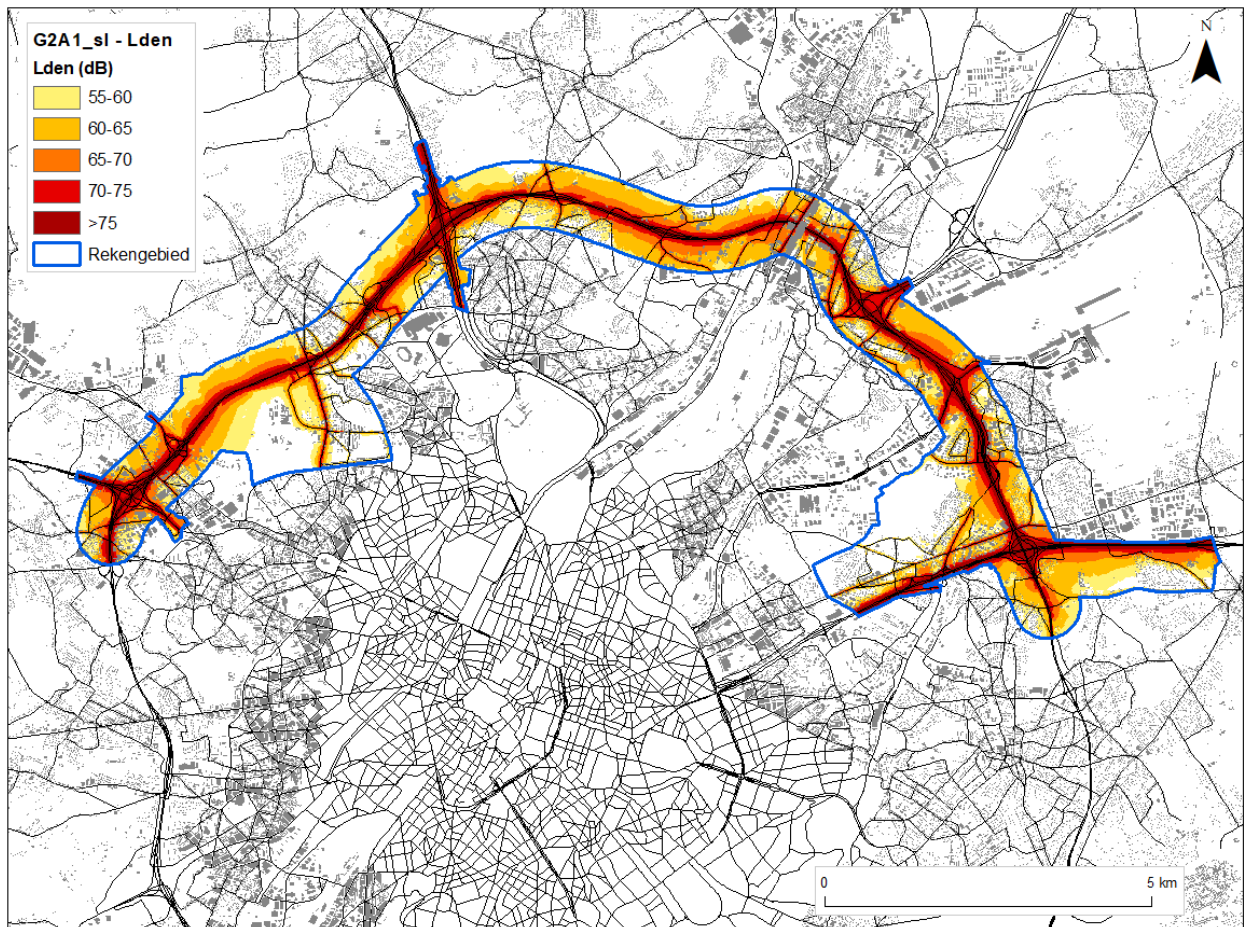 G2A1_sl - Lden
Lden (dB)
55-60
60-65
65-70
70-75
>75
Rekengebied
N
0
5 km